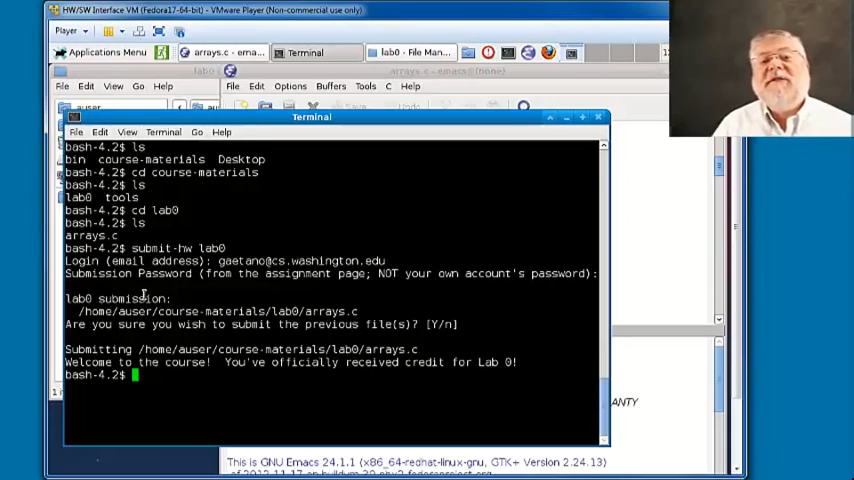 HW/SW Interface VM (Fedora17-64-bit) - VMware Player (Non-commercial use only)
Player
Applications Menu
arrays.c - ema...
Terminal
lab0 - File Man...
lab0
arrays.c - emacs@(none)
File Edit View Go Help
File Edit Options Buffers Tools C Help
auser
Save
Undo
Terminal
File Edit View Terminal Go Help
bash-4.2$ ls
bin course-materials Desktop
bash-4.2$ cd course-materials
bash-4.2$ ls
lab0 tools
bash-4.2$ cd lab0
bash-4.2$ ls
arrays.c
bash-4.2$ submit-hw lab0
Login (email address): gaetano@cs.washington.edu
Submission Password (from the assignment page; NOT your own account's password):
lab0 submission:
/home/auser/course-materials/lab0/arrays.c
Are you sure you wish to submit the previous file(s)? [Y/n]
Submitting /home/auser/course-materials/lab0/arrays.c
Welcome to the course! You've officially received credit for Lab 0!
bash-4.2$
ANTY
This is GNU Emacs 24.1.1 (x86_64-redhat-linux-gnu, GTK+ Version 2.24.13)